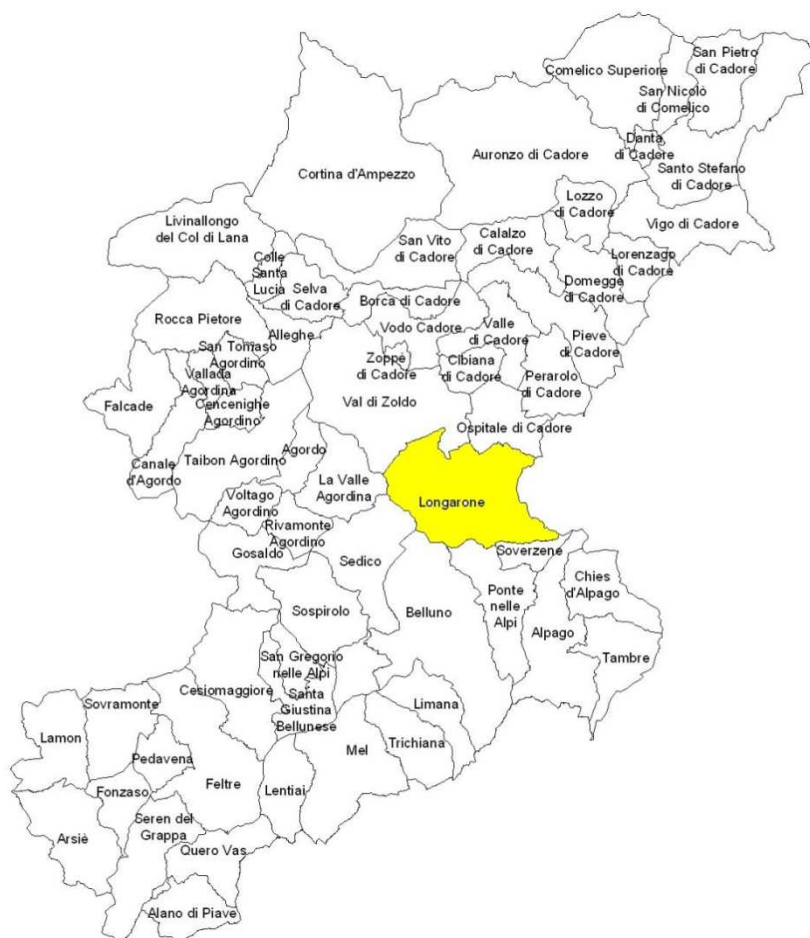 San Pietro
di Cadore
Comelico Superiore
San Nicolò
di Comelico
Danta
di Cadore
Auronzo di Cadore
Santo Stefano
di Cadore
Cortina d'Ampezzo
Lozzo
di Cadore
Livinallongo
del Col di Lana
Vigo di Cadore
San Vito
di Cadore
Calalzo
di Cadore
Colle
Santa
Lucia
Lorenzago
di Cadore
Selva
di Cadore
Domegge
di Cadore
Borca di Cadore
Rocca Pietore
Vodo Cadore
Valle
di Cadore
Alleghe
Pieve
di Cadore
San Tomaso
Agordino
Zoppè
di Cadore
Cibiana
di Cadore
Vallada
Agordina
Perarolo
di Cadore
Val di Zoldo
Falcade
Cencenighe
Agordino
Ospitale di Cadore
Agordo
Canale
d'Agordo
Taibon Agordino
La Valle
Agordina
Voltago
Agordino
Longarone
Rivamonte
Agordino
Gosaldo
Soverzene
Sedico
Chies
d'Alpago
Ponte
nelle
Alpi
Sospirolo
Belluno
Alpago
San Gregorio
nelle Alpi
Tambre
Cesiomaggiore
Santa
Giustina
Bellunese
Sovramonte
Limana
Lamon
Trichiana
Mel
Pedavena
Feltre
Lentiai
Fonzaso
Seren del
Grappa
Arsiè
Quero Vas
Alano di Piave